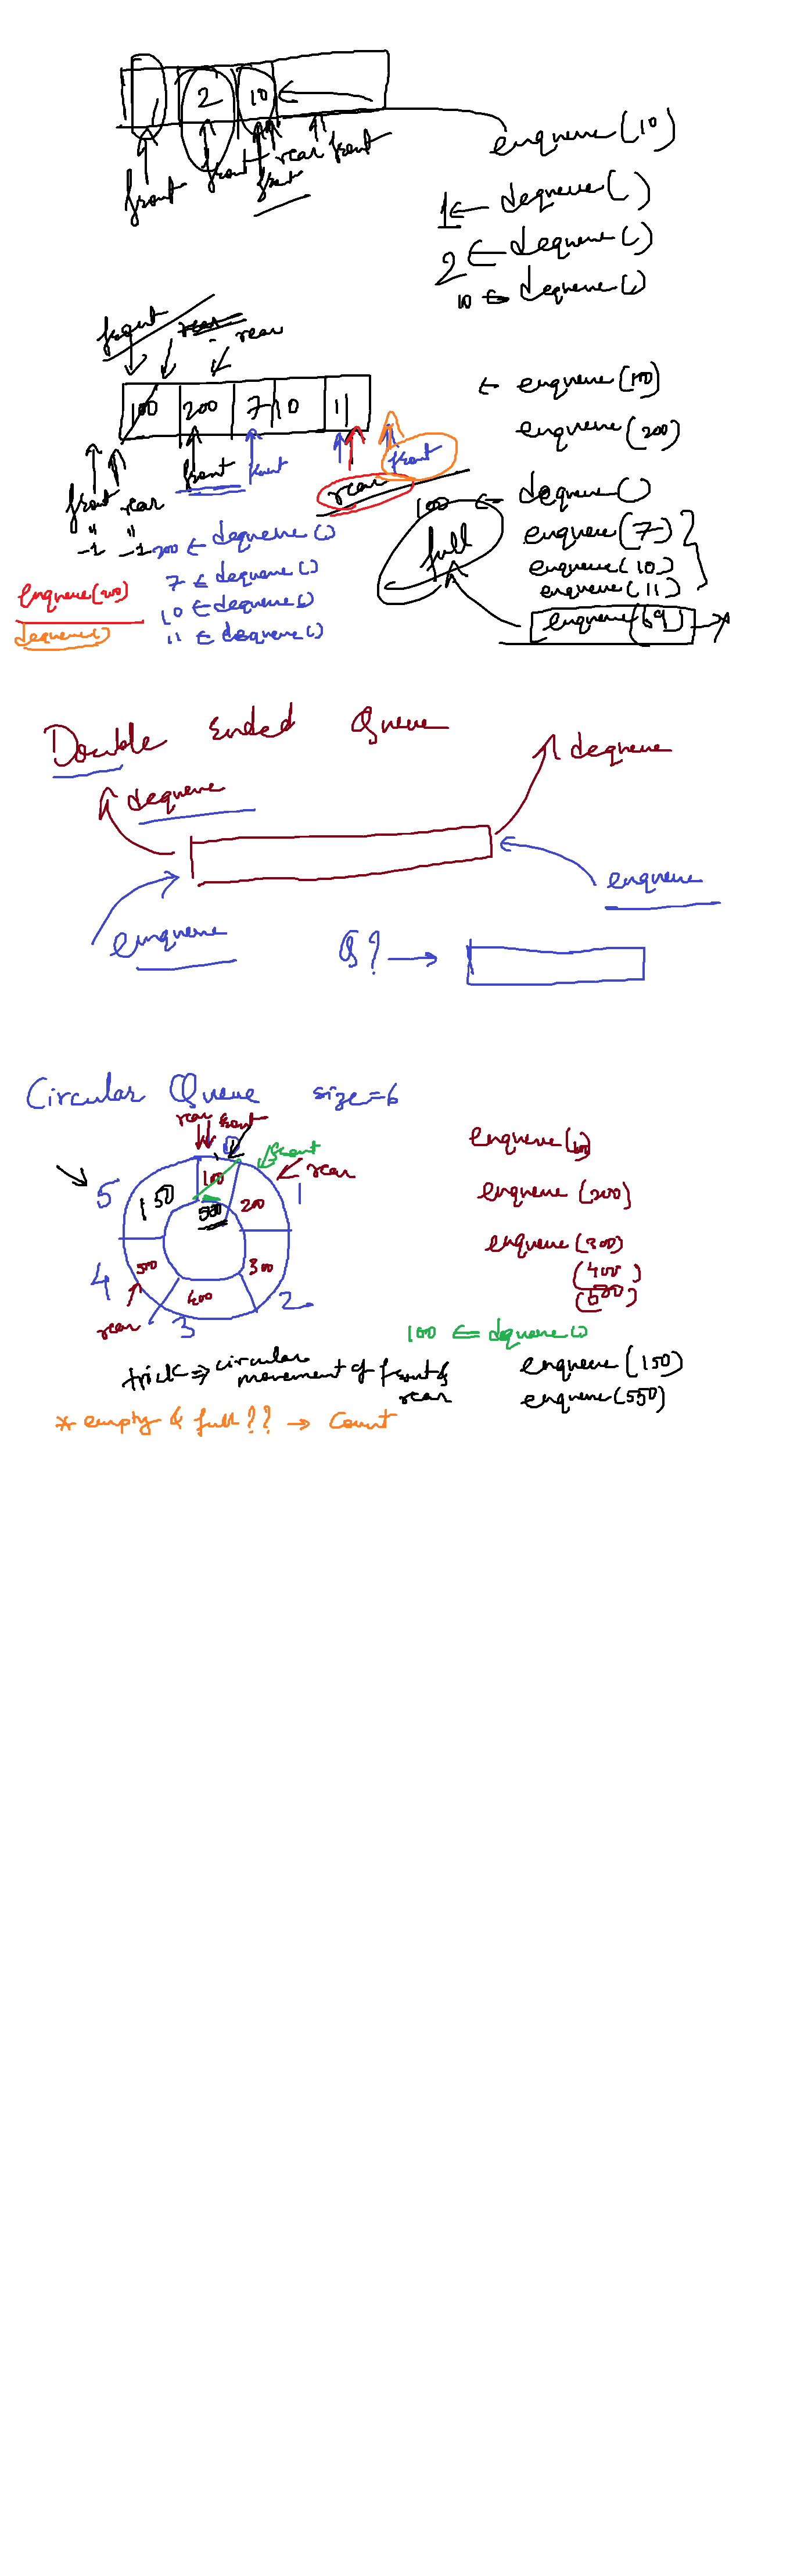 2 10
enqueue(10)
front front rear front
front
1 ← dequeue()
2 ← dequeue()
10 ← dequeue()
front rear rear
100 200 7 10 11
← enqueue(100)
enqueue(200)
front rear front front rear front
" "
-1 -1
100 ← dequeue()
full
enqueue(7)
enqueue(10)
enqueue(11)
enqueue(69)
200 ← dequeue()
7 ← dequeue()
10 ← dequeue()
11 ← dequeue()
enqueue(200)
dequeue()
Double Ended Queue
dequeue dequeue
enqueue enqueue
Q? →
Circular Queue size=6
rear front
0 front rear
5 150 100 200 1
4 500 300 2
400
rear 3
enqueue(100)
enqueue(200)
enqueue(300)
(400)
100 ⇐ dequeue()
trick ⇒ circular movement of front & rear
enqueue(150)
enqueue(550)
* empty & full ?? → Count